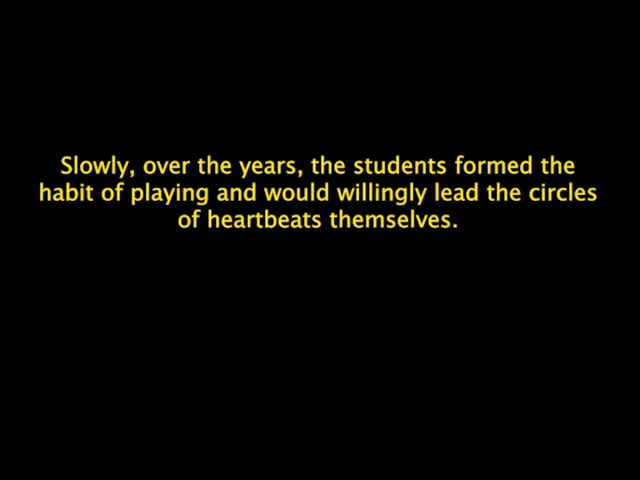 Slowly, over the years, the students formed the
habit of playing and would willingly lead the circles
of heartbeats themselves.